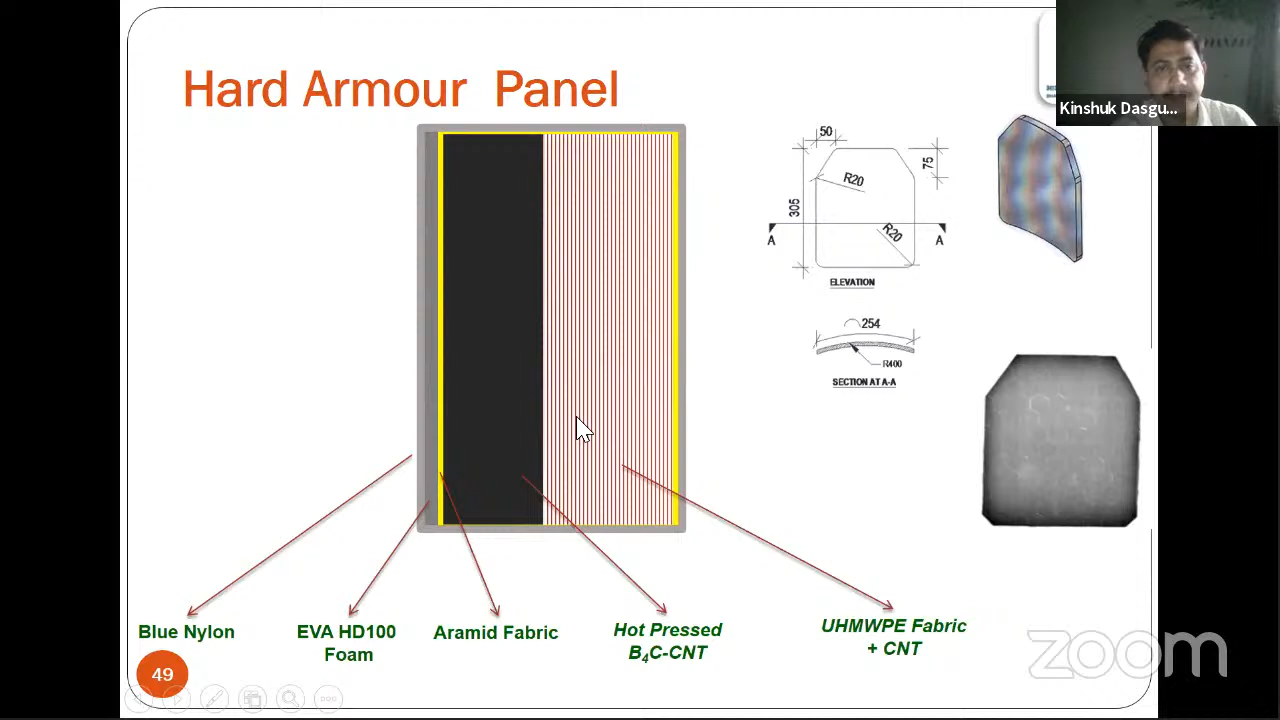 Hard Armour Panel
Kinshuk Dasgu...
50
75
R20
305
R20
A
A
ELEVATION
254
R400
SECTION AT A-A
Blue Nylon
EVA HD100
Foam
Aramid Fabric
Hot Pressed
B₄C-CNT
UHMWPE Fabric
+ CNT
49
zoom